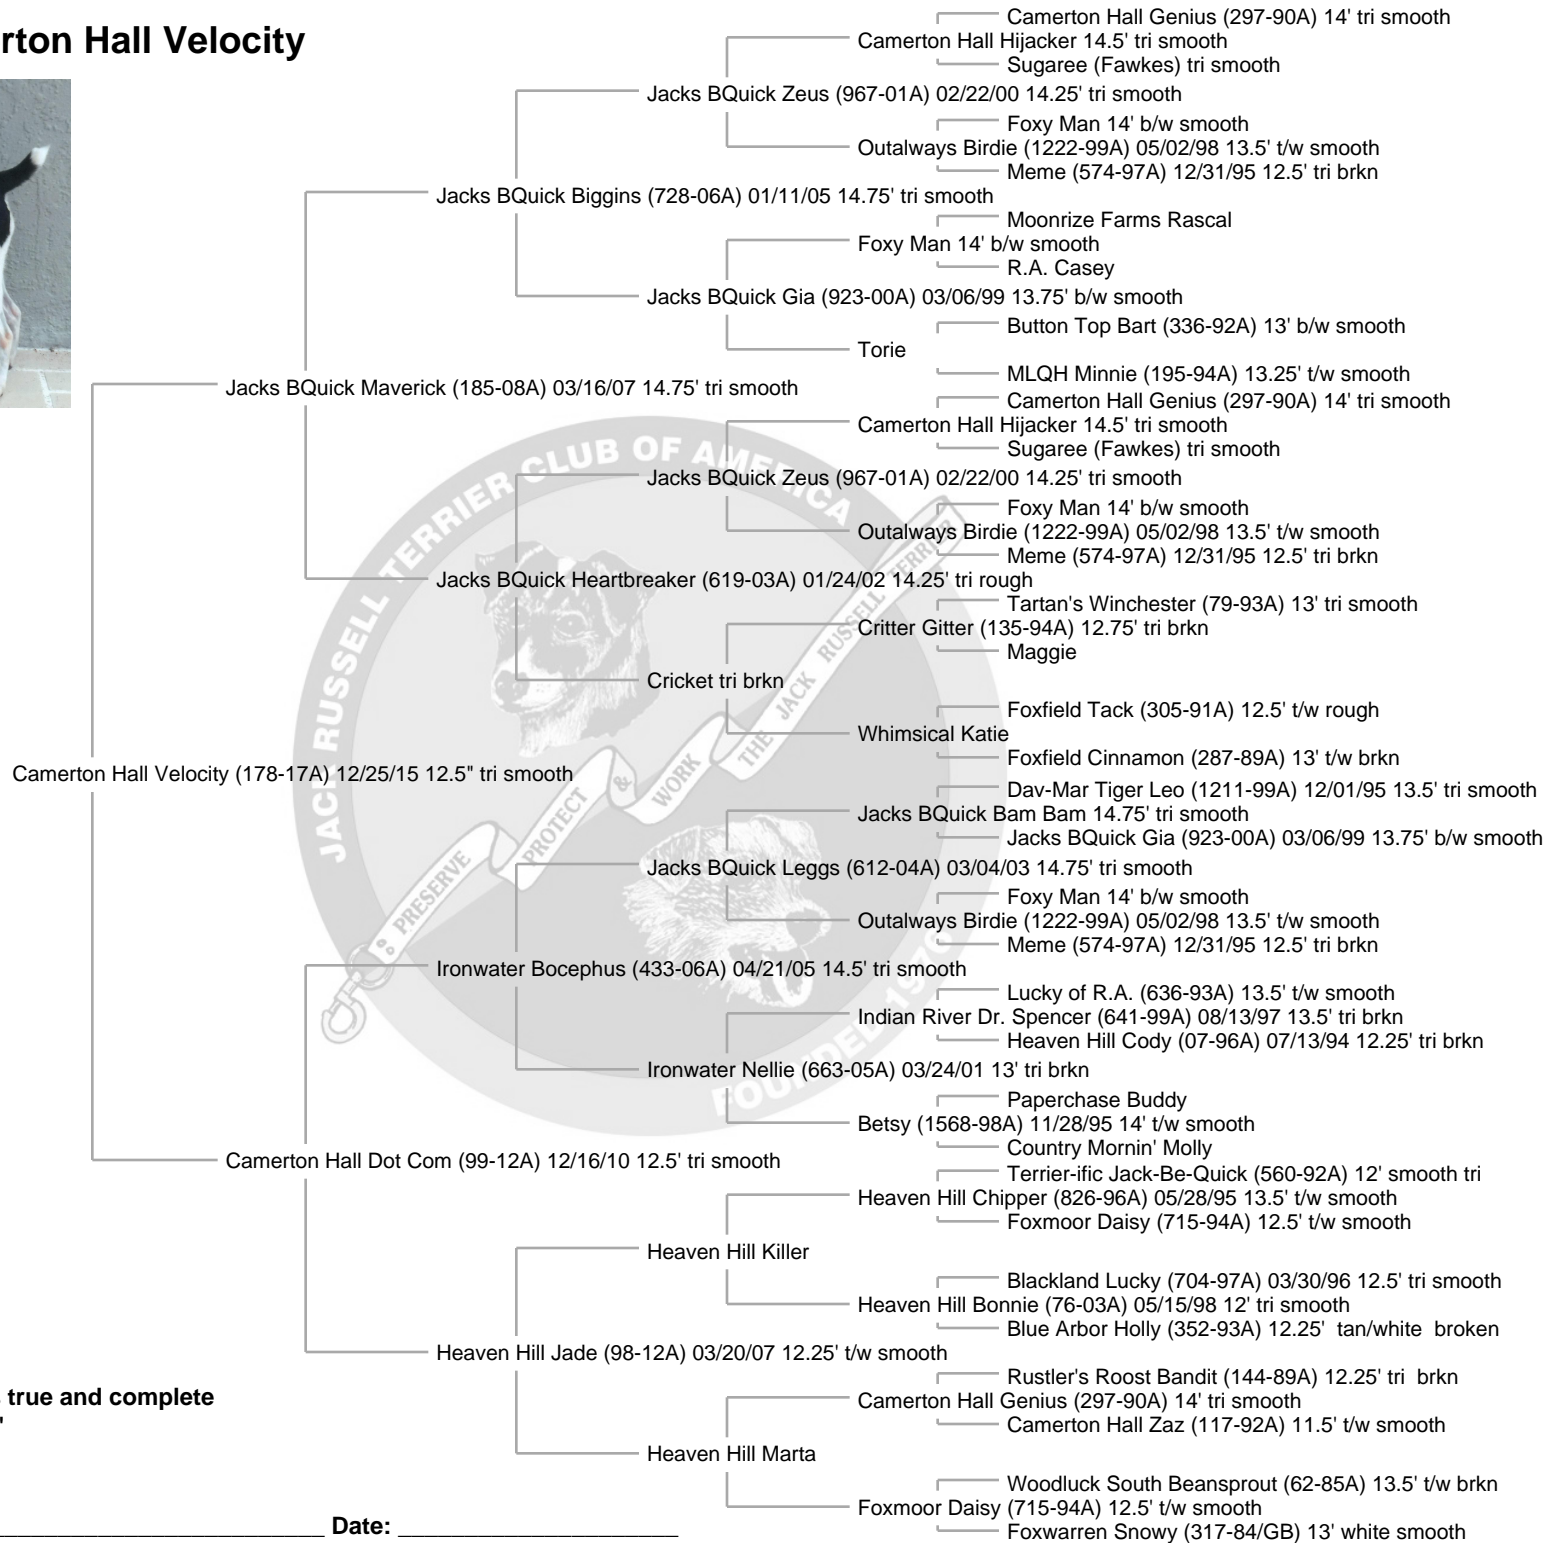 rton Hall Velocity
Camerton Hall Genius (297-90A) 14' tri smooth
Camerton Hall Hijacker 14.5' tri smooth
Sugaree (Fawkes) tri smooth
Jacks BQuick Zeus (967-01A) 02/22/00 14.25' tri smooth
Foxy Man 14' b/w smooth
Outalways Birdie (1222-99A) 05/02/98 13.5' t/w smooth
Meme (574-97A) 12/31/95 12.5' tri brkn
Jacks BQuick Biggins (728-06A) 01/11/05 14.75' tri smooth
Moonrize Farms Rascal
Foxy Man 14' b/w smooth
R.A. Casey
Jacks BQuick Gia (923-00A) 03/06/99 13.75' b/w smooth
Button Top Bart (336-92A) 13' b/w smooth
Torie
MLQH Minnie (195-94A) 13.25' t/w smooth
Jacks BQuick Maverick (185-08A) 03/16/07 14.75' tri smooth
Camerton Hall Genius (297-90A) 14' tri smooth
Camerton Hall Hijacker 14.5' tri smooth
Sugaree (Fawkes) tri smooth
Jacks BQuick Zeus (967-01A) 02/22/00 14.25' tri smooth
Foxy Man 14' b/w smooth
Outalways Birdie (1222-99A) 05/02/98 13.5' t/w smooth
Meme (574-97A) 12/31/95 12.5' tri brkn
Jacks BQuick Heartbreaker (619-03A) 01/24/02 14.25' tri rough
Tartan's Winchester (79-93A) 13' tri smooth
Critter Gitter (135-94A) 12.75' tri brkn
Maggie
Cricket tri brkn
Foxfield Tack (305-91A) 12.5' t/w rough
Whimsical Katie
Foxfield Cinnamon (287-89A) 13' t/w brkn
Camerton Hall Velocity (178-17A) 12/25/15 12.5" tri smooth
Dav-Mar Tiger Leo (1211-99A) 12/01/95 13.5' tri smooth
Jacks BQuick Bam Bam 14.75' tri smooth
Jacks BQuick Gia (923-00A) 03/06/99 13.75' b/w smooth
Jacks BQuick Leggs (612-04A) 03/04/03 14.75' tri smooth
Foxy Man 14' b/w smooth
Outalways Birdie (1222-99A) 05/02/98 13.5' t/w smooth
Meme (574-97A) 12/31/95 12.5' tri brkn
Ironwater Bocephus (433-06A) 04/21/05 14.5' tri smooth
Lucky of R.A. (636-93A) 13.5' t/w smooth
Indian River Dr. Spencer (641-99A) 08/13/97 13.5' tri brkn
Heaven Hill Cody (07-96A) 07/13/94 12.25' tri brkn
Ironwater Nellie (663-05A) 03/24/01 13' tri brkn
Paperchase Buddy
Betsy (1568-98A) 11/28/95 14' t/w smooth
Country Mornin' Molly
Camerton Hall Dot Com (99-12A) 12/16/10 12.5' tri smooth
Terrier-ific Jack-Be-Quick (560-92A) 12' smooth tri
Heaven Hill Chipper (826-96A) 05/28/95 13.5' t/w smooth
Foxmoor Daisy (715-94A) 12.5' t/w smooth
Heaven Hill Killer
Blackland Lucky (704-97A) 03/30/96 12.5' tri smooth
Heaven Hill Bonnie (76-03A) 05/15/98 12' tri smooth
Blue Arbor Holly (352-93A) 12.25' tan/white broken
Heaven Hill Jade (98-12A) 03/20/07 12.25' t/w smooth
Rustler's Roost Bandit (144-89A) 12.25' tri brkn
Camerton Hall Genius (297-90A) 14' tri smooth
Camerton Hall Zaz (117-92A) 11.5' t/w smooth
Heaven Hill Marta
Woodluck South Beansprout (62-85A) 13.5' t/w brkn
Foxmoor Daisy (715-94A) 12.5' t/w smooth
Foxwarren Snowy (317-84/GB) 13' white smooth
true and complete
Date:
JACK RUSSELL TERRIER CLUB OF AMERICA
PRESERVE PROTECT & WORK THE JACK RUSSELL TERRIER
FOUNDED 1976